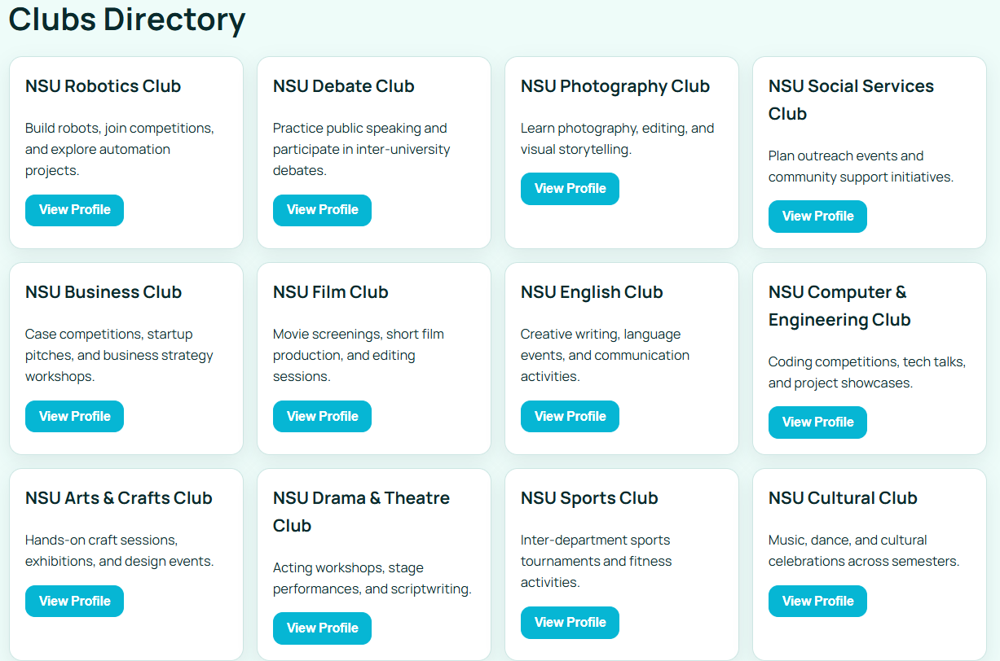 Clubs Directory
NSU Robotics Club
Build robots, join competitions,
and explore automation
projects.
View Profile
NSU Debate Club
Practice public speaking and
participate in inter-university
debates.
View Profile
NSU Photography Club
Learn photography, editing, and
visual storytelling.
View Profile
NSU Social Services
Club
Plan outreach events and
community support initiatives.
View Profile
NSU Business Club
Case competitions, startup
pitches, and business strategy
workshops.
View Profile
NSU Film Club
Movie screenings, short film
production, and editing
sessions.
View Profile
NSU English Club
Creative writing, language
events, and communication
activities.
View Profile
NSU Computer &
Engineering Club
Coding competitions, tech talks,
and project showcases.
View Profile
NSU Arts & Crafts Club
Hands-on craft sessions,
exhibitions, and design events.
View Profile
NSU Drama & Theatre
Club
Acting workshops, stage
performances, and scriptwriting.
View Profile
NSU Sports Club
Inter-department sports
tournaments and fitness
activities.
View Profile
NSU Cultural Club
Music, dance, and cultural
celebrations across semesters.
View Profile